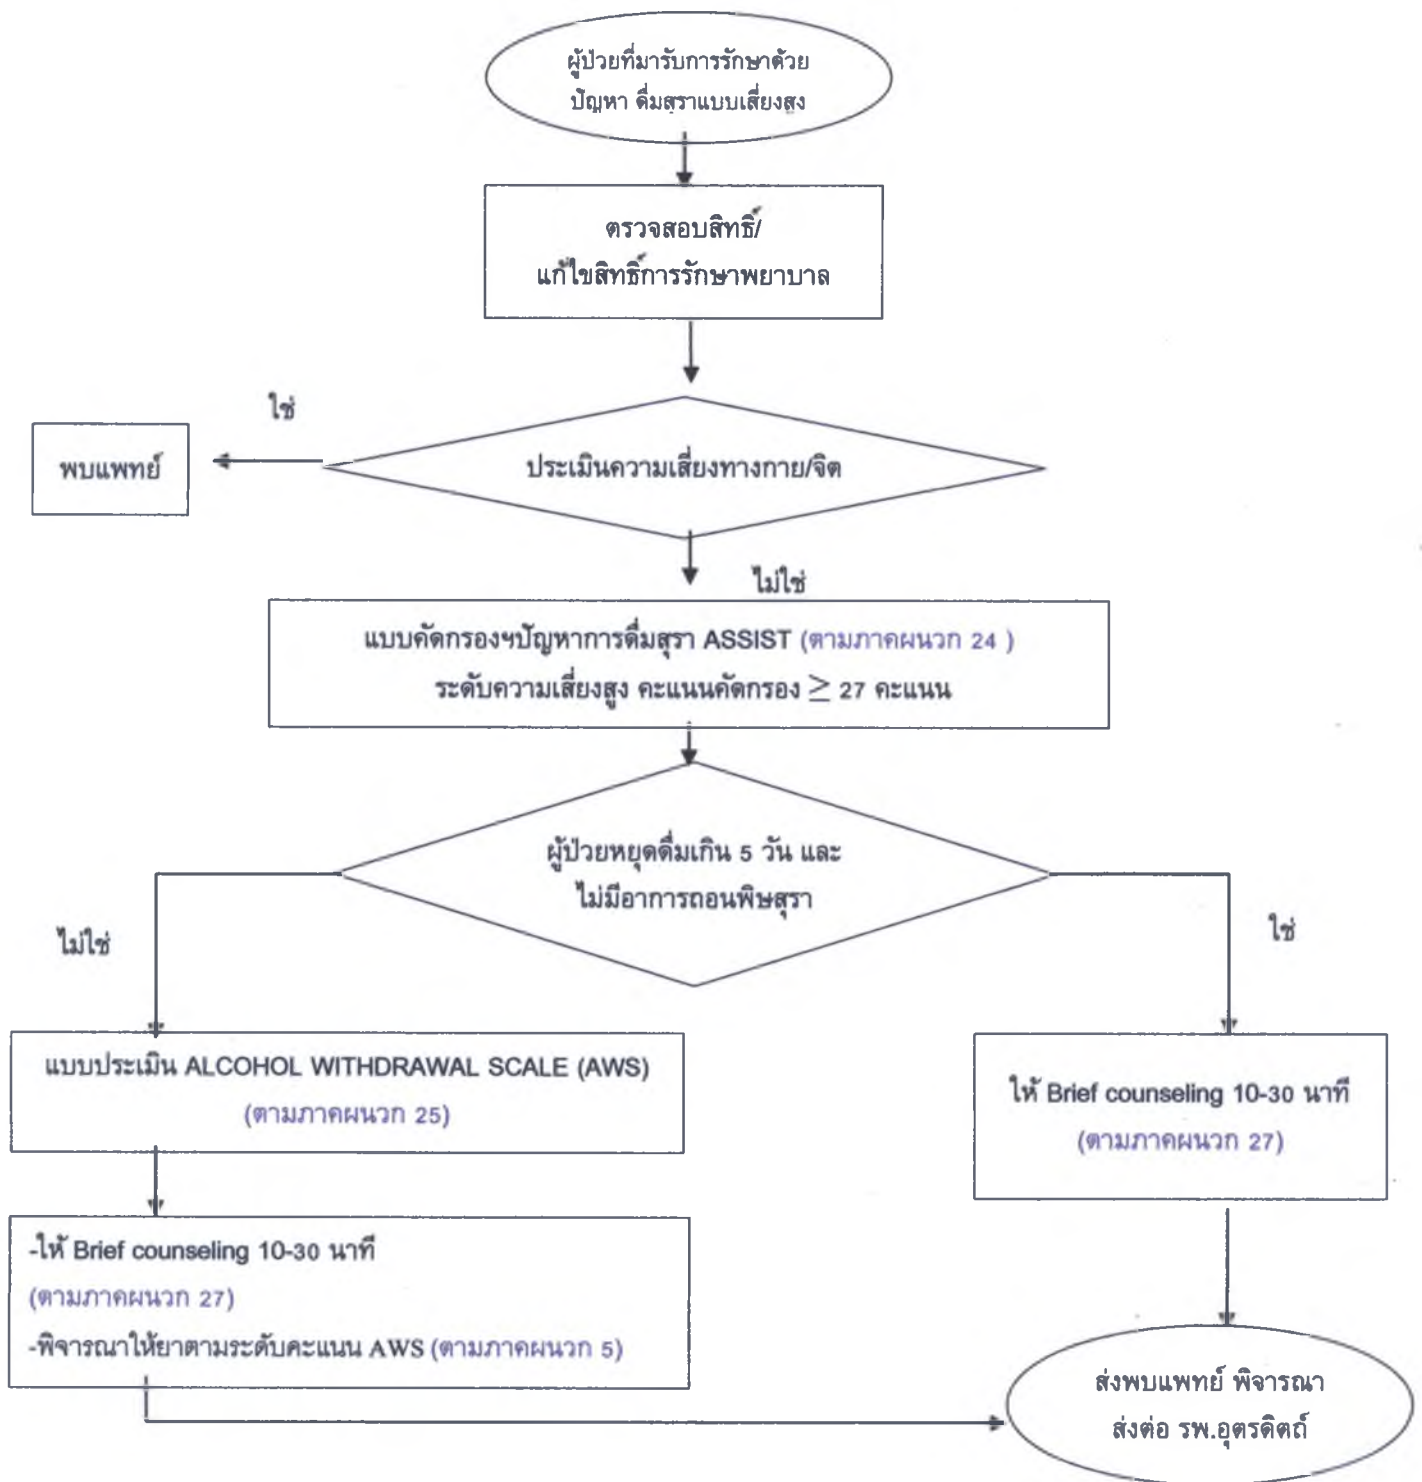 ผู้ป่วยที่มารับการรักษาด้วย
ปัญหา ดื่มสุราแบบเสี่ยงสูง
ตรวจสอบสิทธิ์/
แก้ไขสิทธิ์การรักษาพยาบาล
ใช่
พบแพทย์
ประเมินความเสี่ยงทางกาย/จิต
ไม่ใช่
แบบคัดกรองฯปัญหาการดื่มสุรา ASSIST (ตามภาคผนวก 24 )
ระดับความเสี่ยงสูง คะแนนคัดกรอง ≥ 27 คะแนน
ผู้ป่วยหยุดดื่มเกิน 5 วัน และ
ไม่มีอาการถอนพิษสุรา
ไม่ใช่
ใช่
แบบประเมิน ALCOHOL WITHDRAWAL SCALE (AWS)
(ตามภาคผนวก 25)
ให้ Brief counseling 10-30 นาที
(ตามภาคผนวก 27)
-ให้ Brief counseling 10-30 นาที
(ตามภาคผนวก 27)
-พิจารณาให้ยาตามระดับคะแนน AWS (ตามภาคผนวก 5)
ส่งพบแพทย์ พิจารณา
ส่งต่อ รพ.อุตรดิตถ์